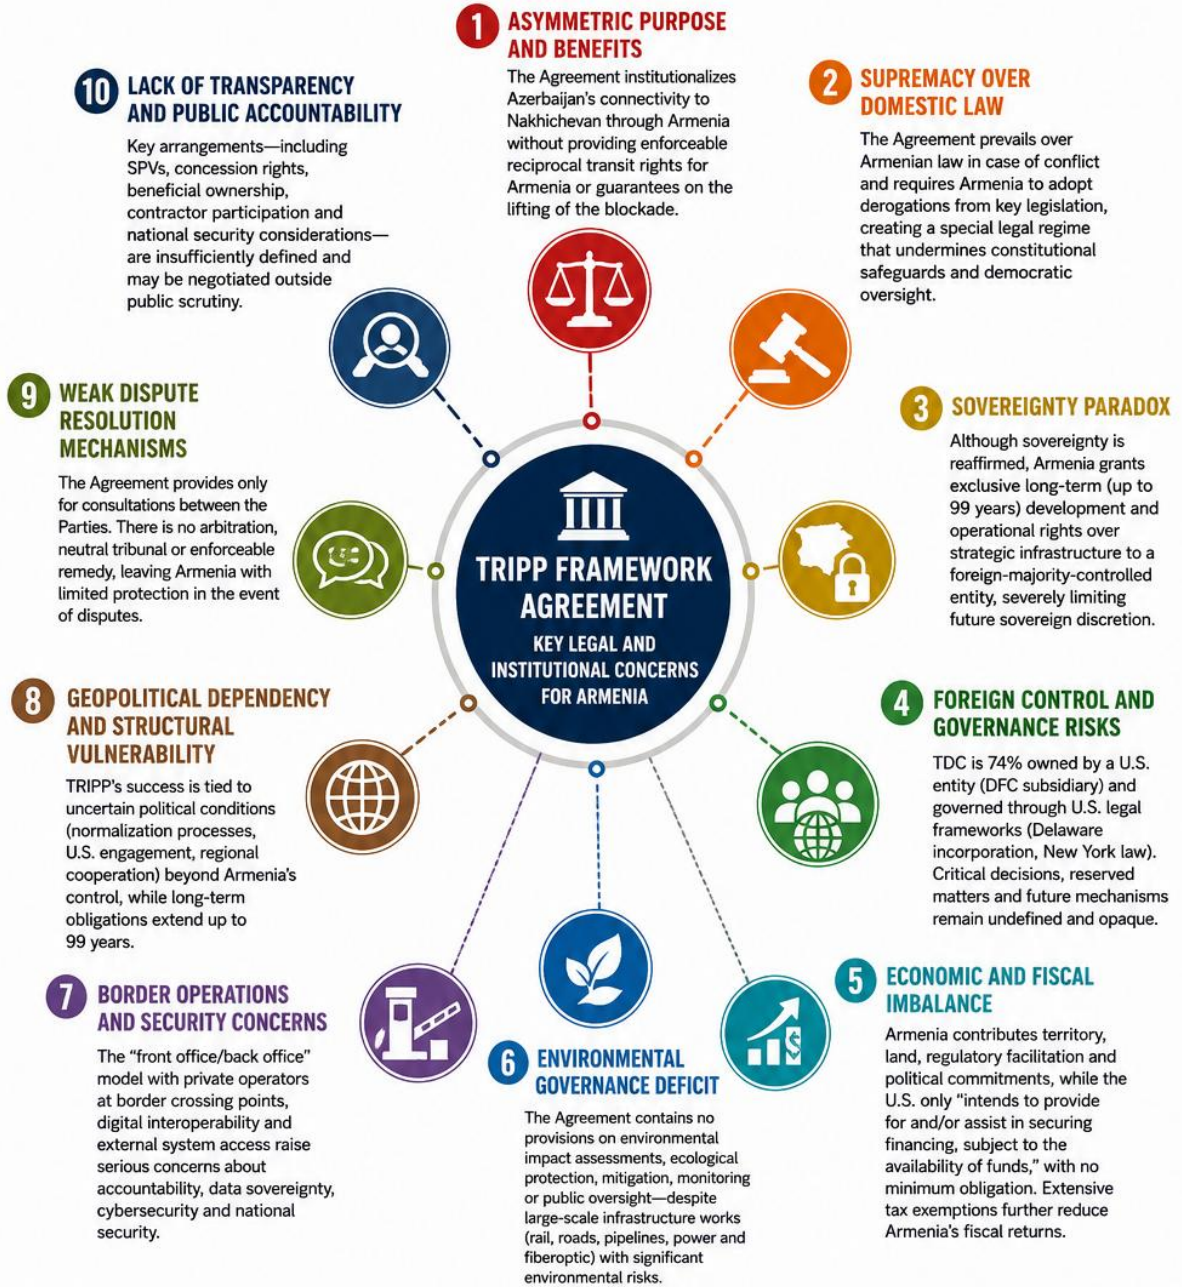 1
ASYMMETRIC PURPOSE
AND BENEFITS
The Agreement institutionalizes
Azerbaijan's connectivity to
Nakhichevan through Armenia
without providing enforceable
reciprocal transit rights for
Armenia or guarantees on the
lifting of the blockade.
2
SUPREMACY OVER
DOMESTIC LAW
The Agreement prevails over
Armenian law in case of conflict
and requires Armenia to adopt
derogations from key legislation,
creating a special legal regime
that undermines constitutional
safeguards and democratic
oversight.
3
SOVEREIGNTY PARADOX
Although sovereignty is
reaffirmed, Armenia grants
exclusive long-term (up to
99 years) development and
operational rights over
strategic infrastructure to a
foreign-majority-controlled
entity, severely limiting
future sovereign discretion.
4
FOREIGN CONTROL AND
GOVERNANCE RISKS
TDC is 74% owned by a U.S.
entity (DFC subsidiary) and
governed through U.S. legal
frameworks (Delaware
incorporation, New York law).
Critical decisions, reserved
matters and future mechanisms
remain undefined and opaque.
5
ECONOMIC AND FISCAL
IMBALANCE
Armenia contributes territory,
land, regulatory facilitation and
political commitments, while the
U.S. only "intends to provide
for and/or assist in securing
financing, subject to the
availability of funds," with no
minimum obligation. Extensive
tax exemptions further reduce
Armenia's fiscal returns.
6
ENVIRONMENTAL
GOVERNANCE DEFICIT
The Agreement contains no
provisions on environmental
impact assessments, ecological
protection, mitigation, monitoring
or public oversight—despite
large-scale infrastructure works
(rail, roads, pipelines, power and
fiberoptic) with significant
environmental risks.
7
BORDER OPERATIONS
AND SECURITY CONCERNS
The "front office/back office"
model with private operators
at border crossing points,
digital interoperability and
external system access raise
serious concerns about
accountability, data sovereignty,
cybersecurity and national
security.
8
GEOPOLITICAL DEPENDENCY
AND STRUCTURAL
VULNERABILITY
TRIPP's success is tied to
uncertain political conditions
(normalization processes,
U.S. engagement, regional
cooperation) beyond Armenia's
control, while long-term
obligations extend up to
99 years.
9
WEAK DISPUTE
RESOLUTION
MECHANISMS
The Agreement provides only
for consultations between the
Parties. There is no arbitration,
neutral tribunal or enforceable
remedy, leaving Armenia with
limited protection in the event
of disputes.
10
LACK OF TRANSPARENCY
AND PUBLIC ACCOUNTABILITY
Key arrangements—including
SPVs, concession rights,
beneficial ownership,
contractor participation and
national security considerations—
are insufficiently defined and
may be negotiated outside
public scrutiny.
TRIPP FRAMEWORK
AGREEMENT
KEY LEGAL AND
INSTITUTIONAL CONCERNS
FOR ARMENIA
$